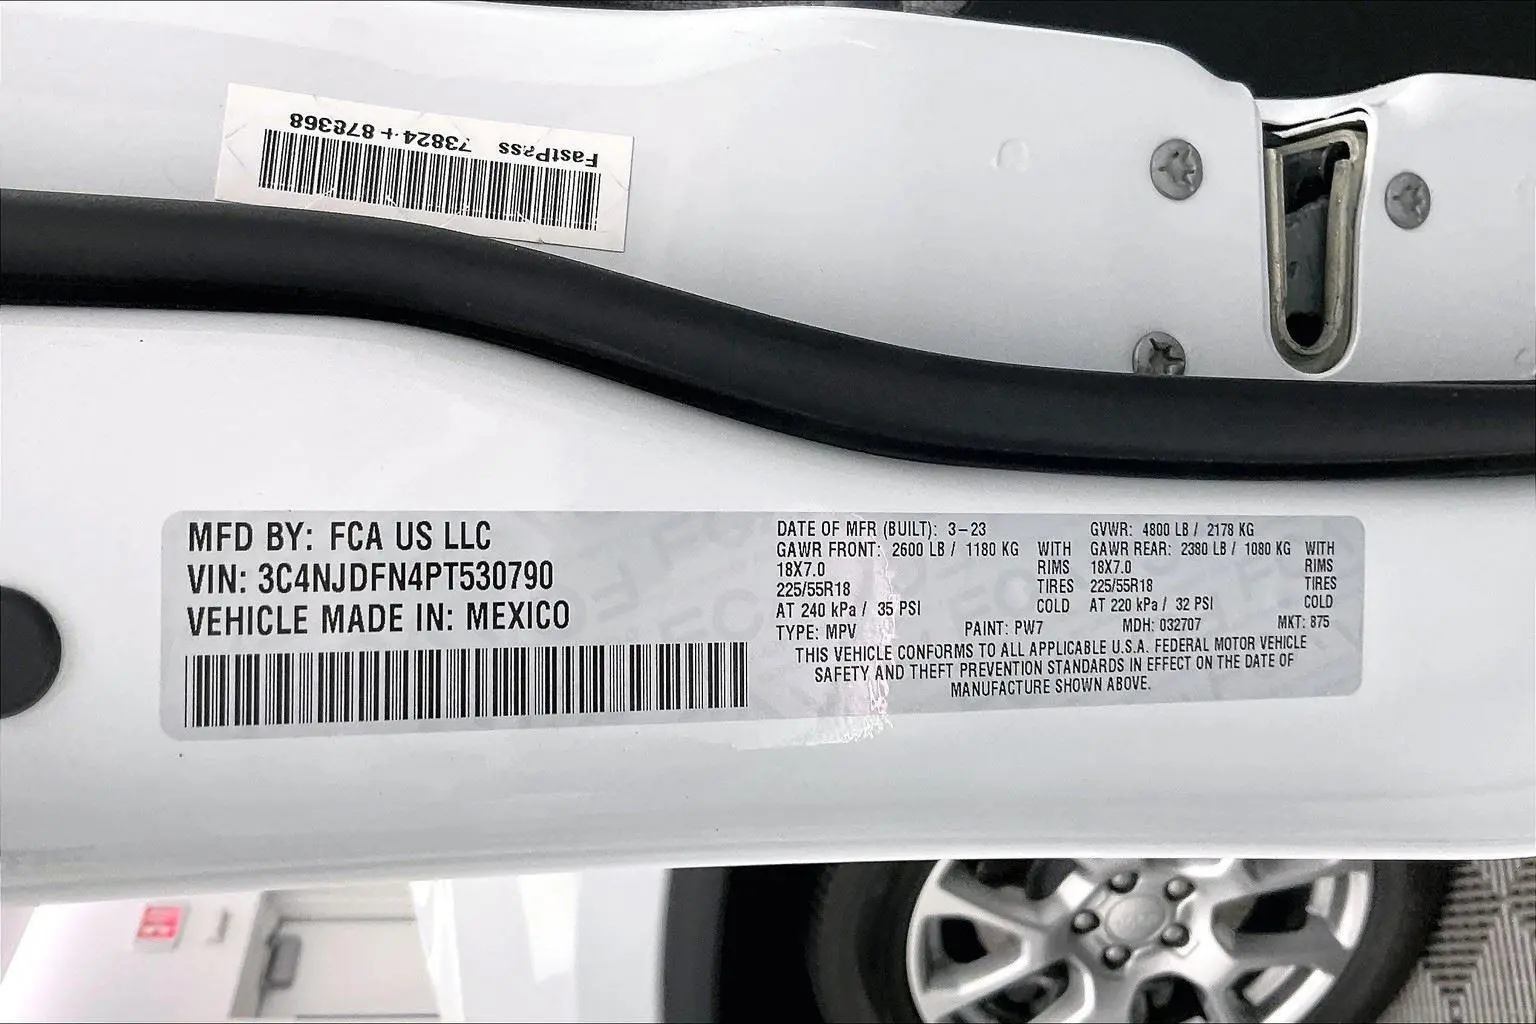 FastPass 73824+878368
MFD BY: FCA US LLC
VIN: 3C4NJDFN4PT530790
VEHICLE MADE IN: MEXICO
DATE OF MFR (BUILT): 3-23
GAWR FRONT: 2600 LB / 1180 KG WITH
18X7.0 RIMS
225/55R18 TIRES
AT 240 kPa / 35 PSI COLD
GVWR: 4800 LB / 2178 KG
GAWR REAR: 2380 LB / 1080 KG WITH
18X7.0 RIMS
225/55R18 TIRES
AT 220 kPa / 32 PSI COLD
TYPE: MPV PAINT: PW7 MDH: 032707 MKT: 875
THIS VEHICLE CONFORMS TO ALL APPLICABLE U.S.A. FEDERAL MOTOR VEHICLE
SAFETY AND THEFT PREVENTION STANDARDS IN EFFECT ON THE DATE OF
MANUFACTURE SHOWN ABOVE.